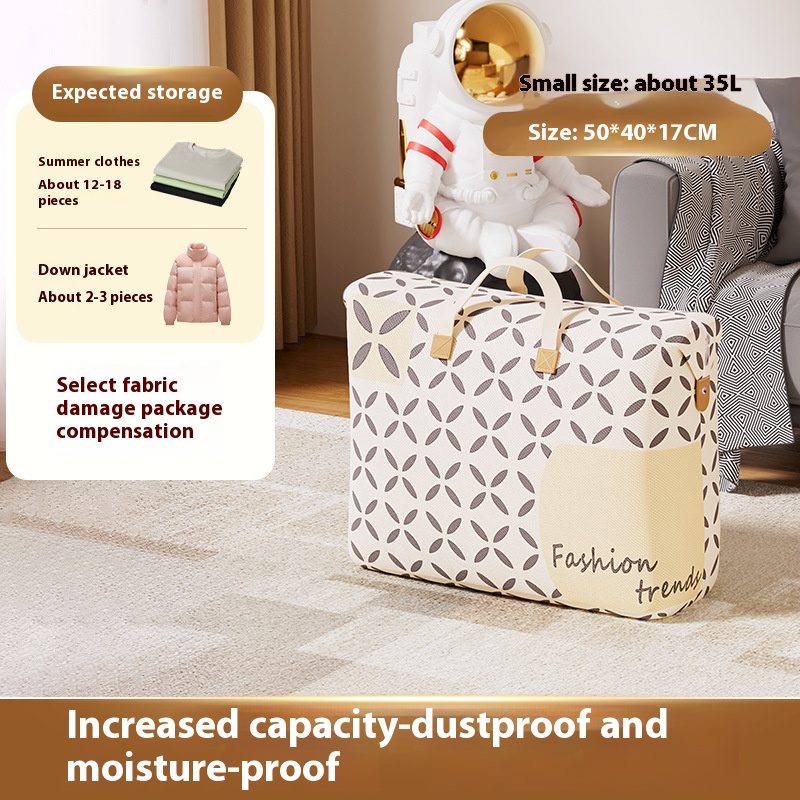 Expected storage
Summer clothes
About 12-18
pieces
Down jacket
About 2-3 pieces
Select fabric
damage package
compensation
Small size: about 35L
Size: 50*40*17CM
Fashion
trends
Increased capacity-dustproof and
moisture-proof